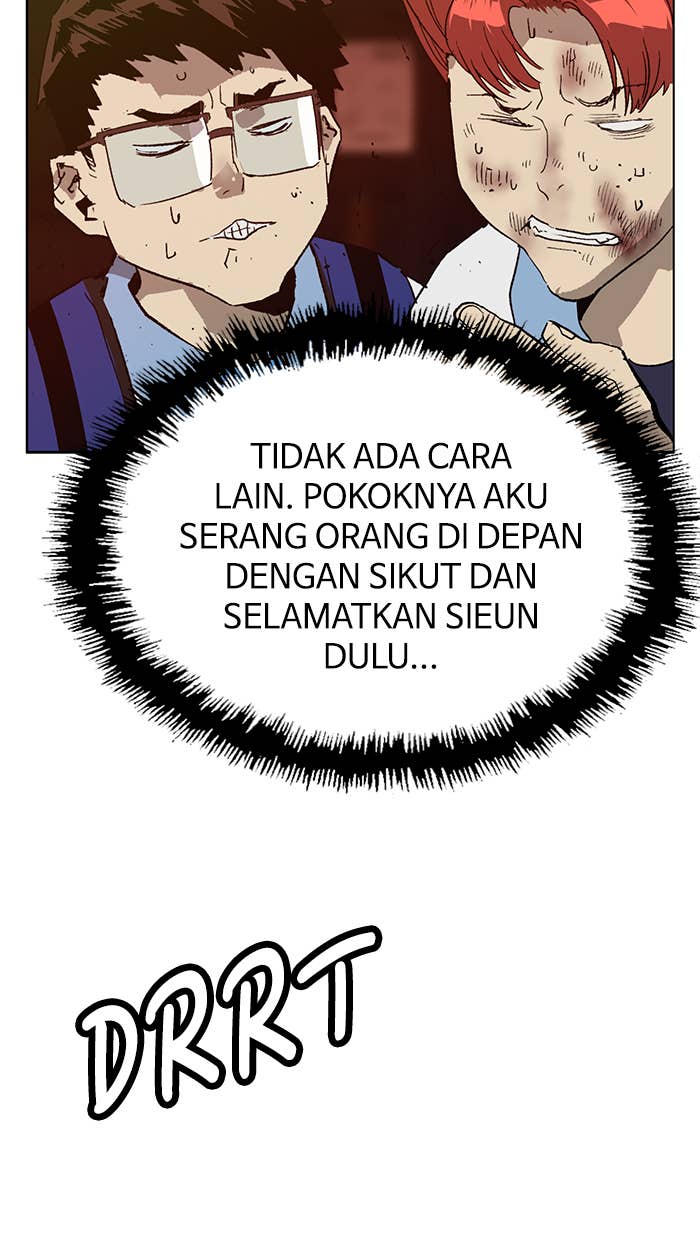 TIDAK ADA CARA
LAIN. POKOKNYA AKU
SERANG ORANG DI DEPAN
DENGAN SIKUT DAN
SELAMATKAN SIEUN
DULU...
DRRT